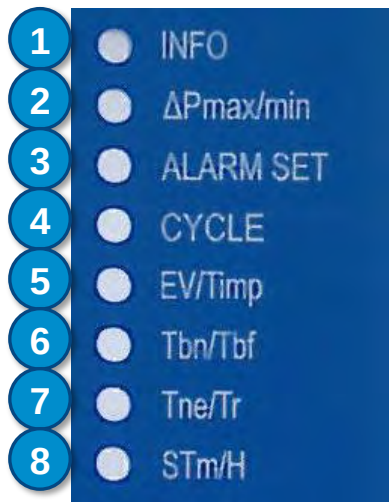 1 INFO
2 ΔPmax/min
3 ALARM SET
4 CYCLE
5 EV/Timp
6 Tbn/Tbf
7 Tne/Tr
8 STm/H